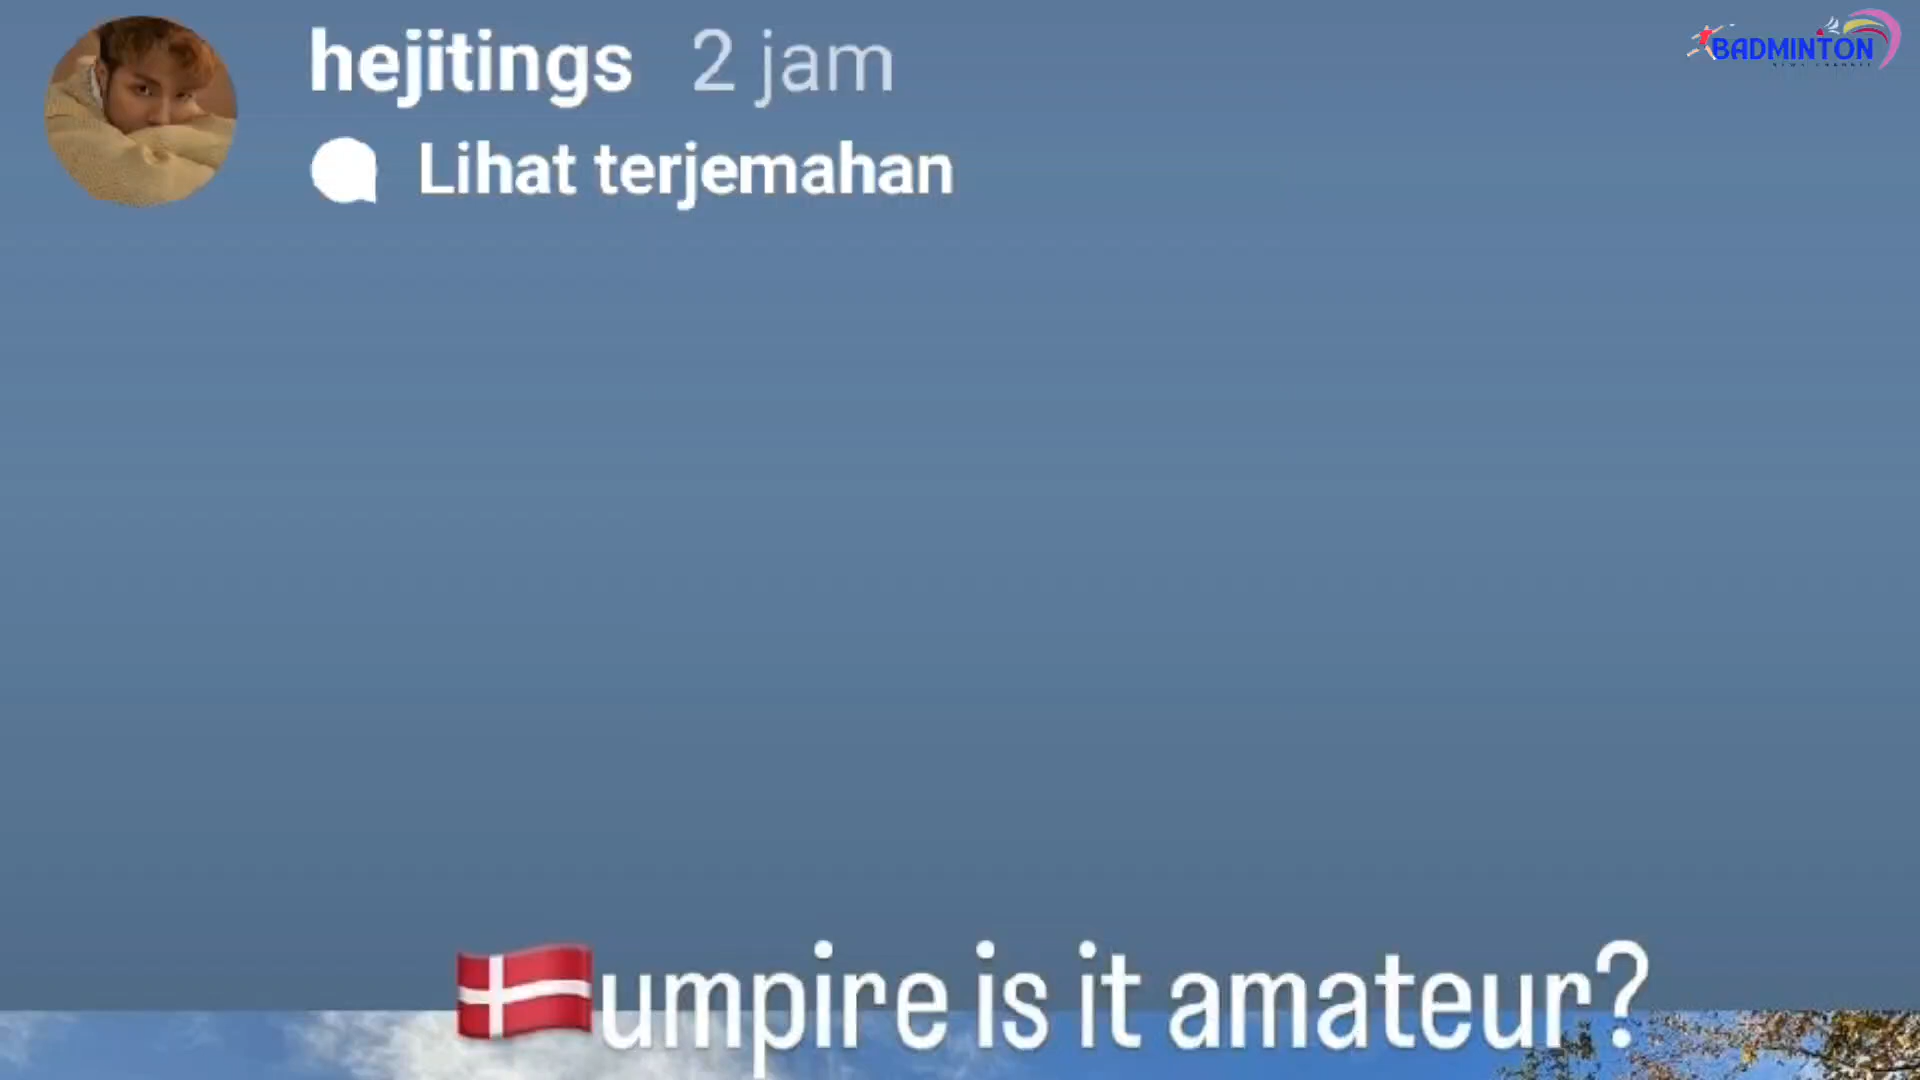 hejitings 2 jam
BADMINTON
Lihat terjemahan
🇩🇰umpire is it amateur?